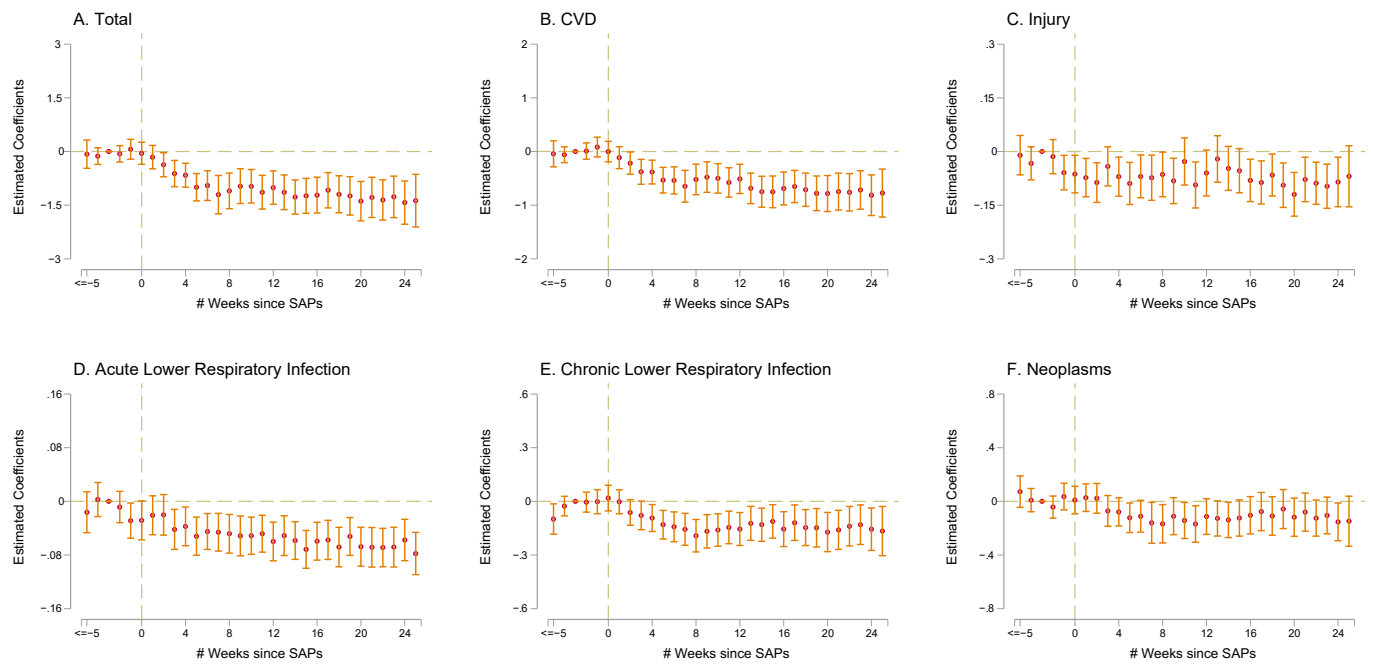 A. Total
Estimated Coefficients
3
1.5
0
−1.5
−3
<=−5 0 4 8 12 16 20 24
# Weeks since SAPs
B. CVD
Estimated Coefficients
2
1
0
−1
−2
<=−5 0 4 8 12 16 20 24
# Weeks since SAPs
C. Injury
Estimated Coefficients
.3
.15
0
−.15
−.3
<=−5 0 4 8 12 16 20 24
# Weeks since SAPs
D. Acute Lower Respiratory Infection
Estimated Coefficients
.16
.08
0
−.08
−.16
<=−5 0 4 8 12 16 20 24
# Weeks since SAPs
E. Chronic Lower Respiratory Infection
Estimated Coefficients
.6
.3
0
−.3
−.6
<=−5 0 4 8 12 16 20 24
# Weeks since SAPs
F. Neoplasms
Estimated Coefficients
.8
.4
0
−.4
−.8
<=−5 0 4 8 12 16 20 24
# Weeks since SAPs